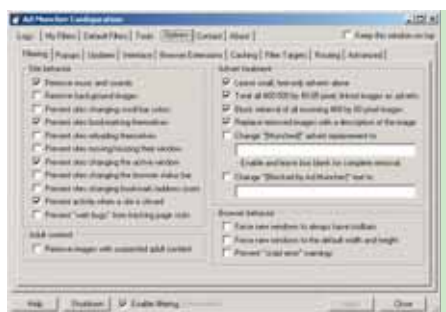 Ad Muncher Configuration
Logs My Filters Default Filters Tools Options Contact About
Keep this window on top
Filtering Popups Updates Interface Browser Extensions Caching Filter Targets Routing Advanced
Site behavior
Remove music and sounds
Remove background images
Prevent sites changing scrollbar colors
Prevent sites bookmarking themselves
Prevent sites reloading themselves
Prevent sites moving/resizing their window
Prevent sites changing the active window
Prevent sites changing the browser status bar
Prevent sites changing bookmark/address icons
Prevent activity when a site is closed
Prevent "web bugs" from tracking page visits
Adult content
Remove images with suspected adult content
Advert treatment
Leave small, text-only adverts alone
Treat all
pixel, linked images as adverts
Block removal of all incoming
pixel images
Replace removed images with a description of the image
Change "[Munched]" advert replacement to
Enable and leave box blank for complete removal
Change "[Blocked by Ad Muncher]" text to
Browser behavior
Force new windows to always have toolbars
Force new windows to the default width and height
Prevent "script error" warnings
Help Shutdown Enable filtering
Close